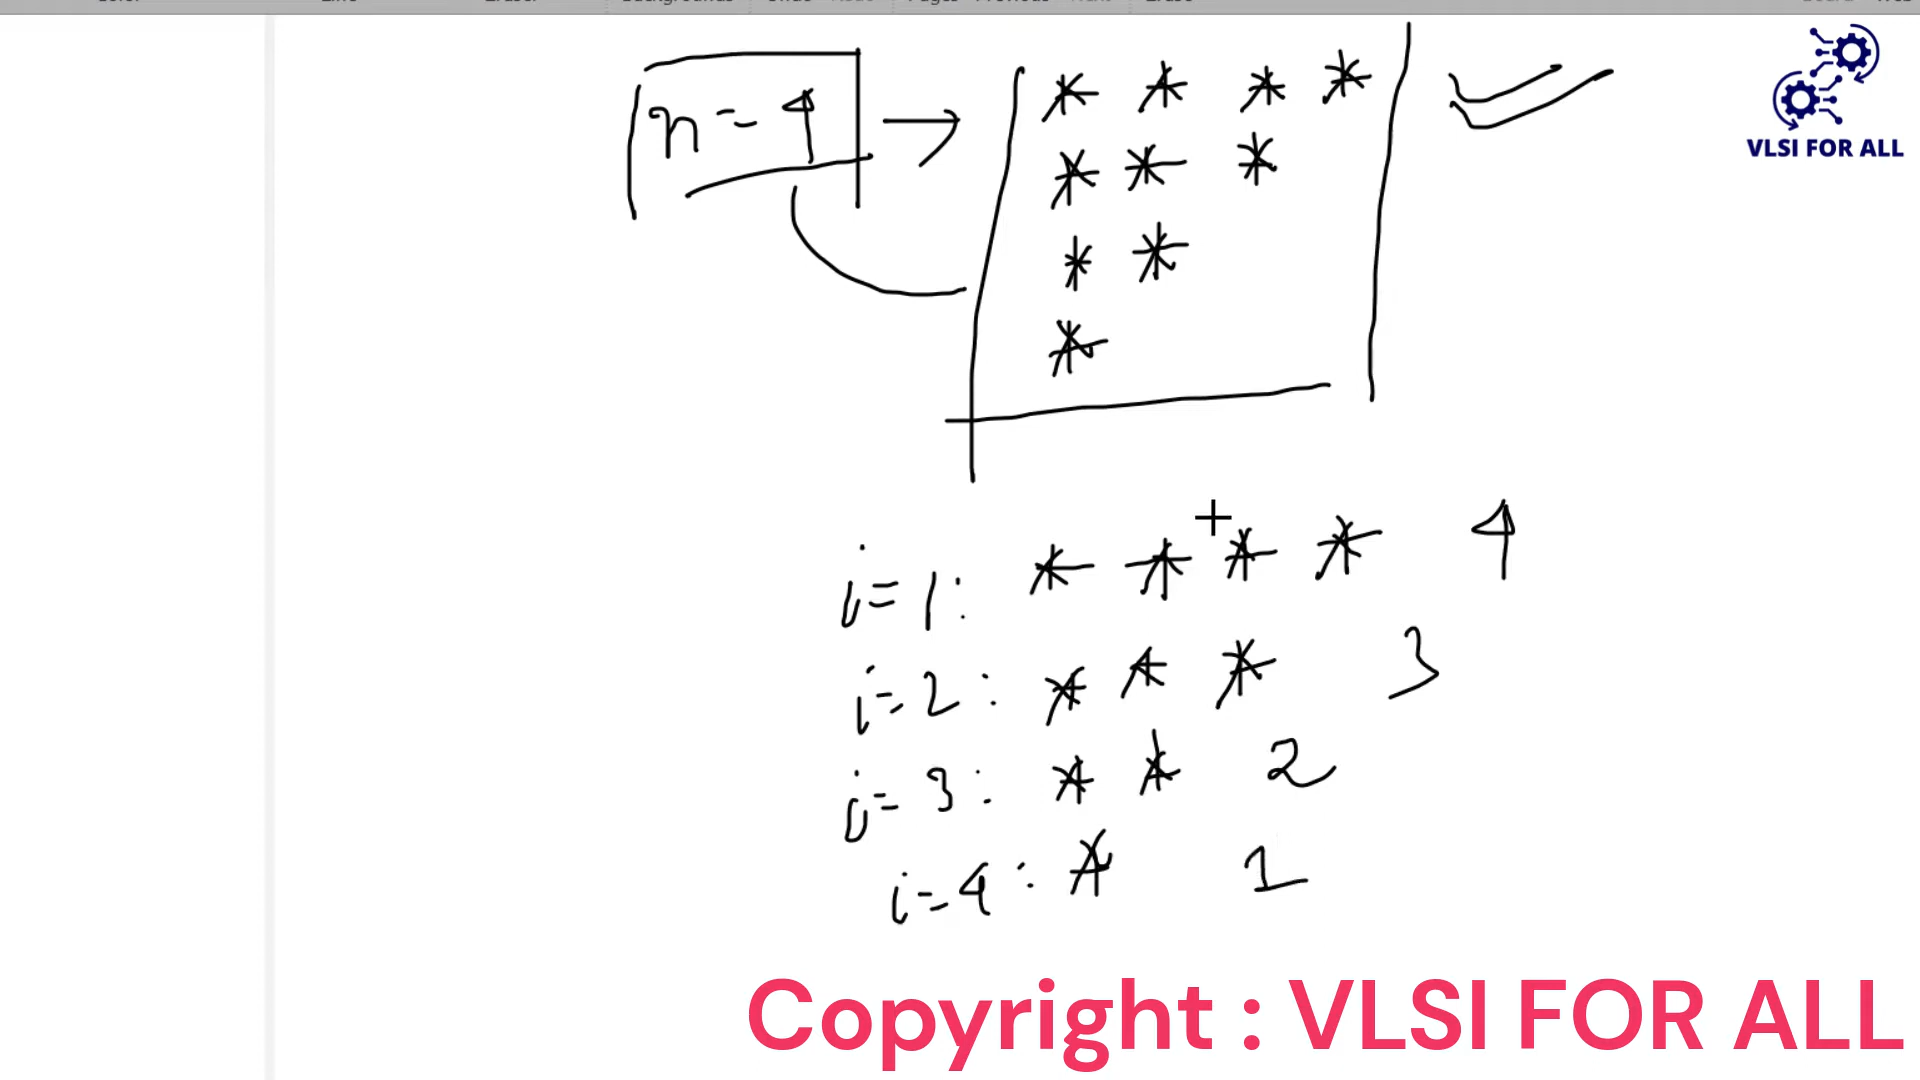 VLSI FOR ALL
n = 4 → * * * *
* * *
* *
*
i = 1 : * * * * 4
i = 2 : * * * 3
i = 3 : * * 2
i = 4 : * 1
Copyright : VLSI FOR ALL